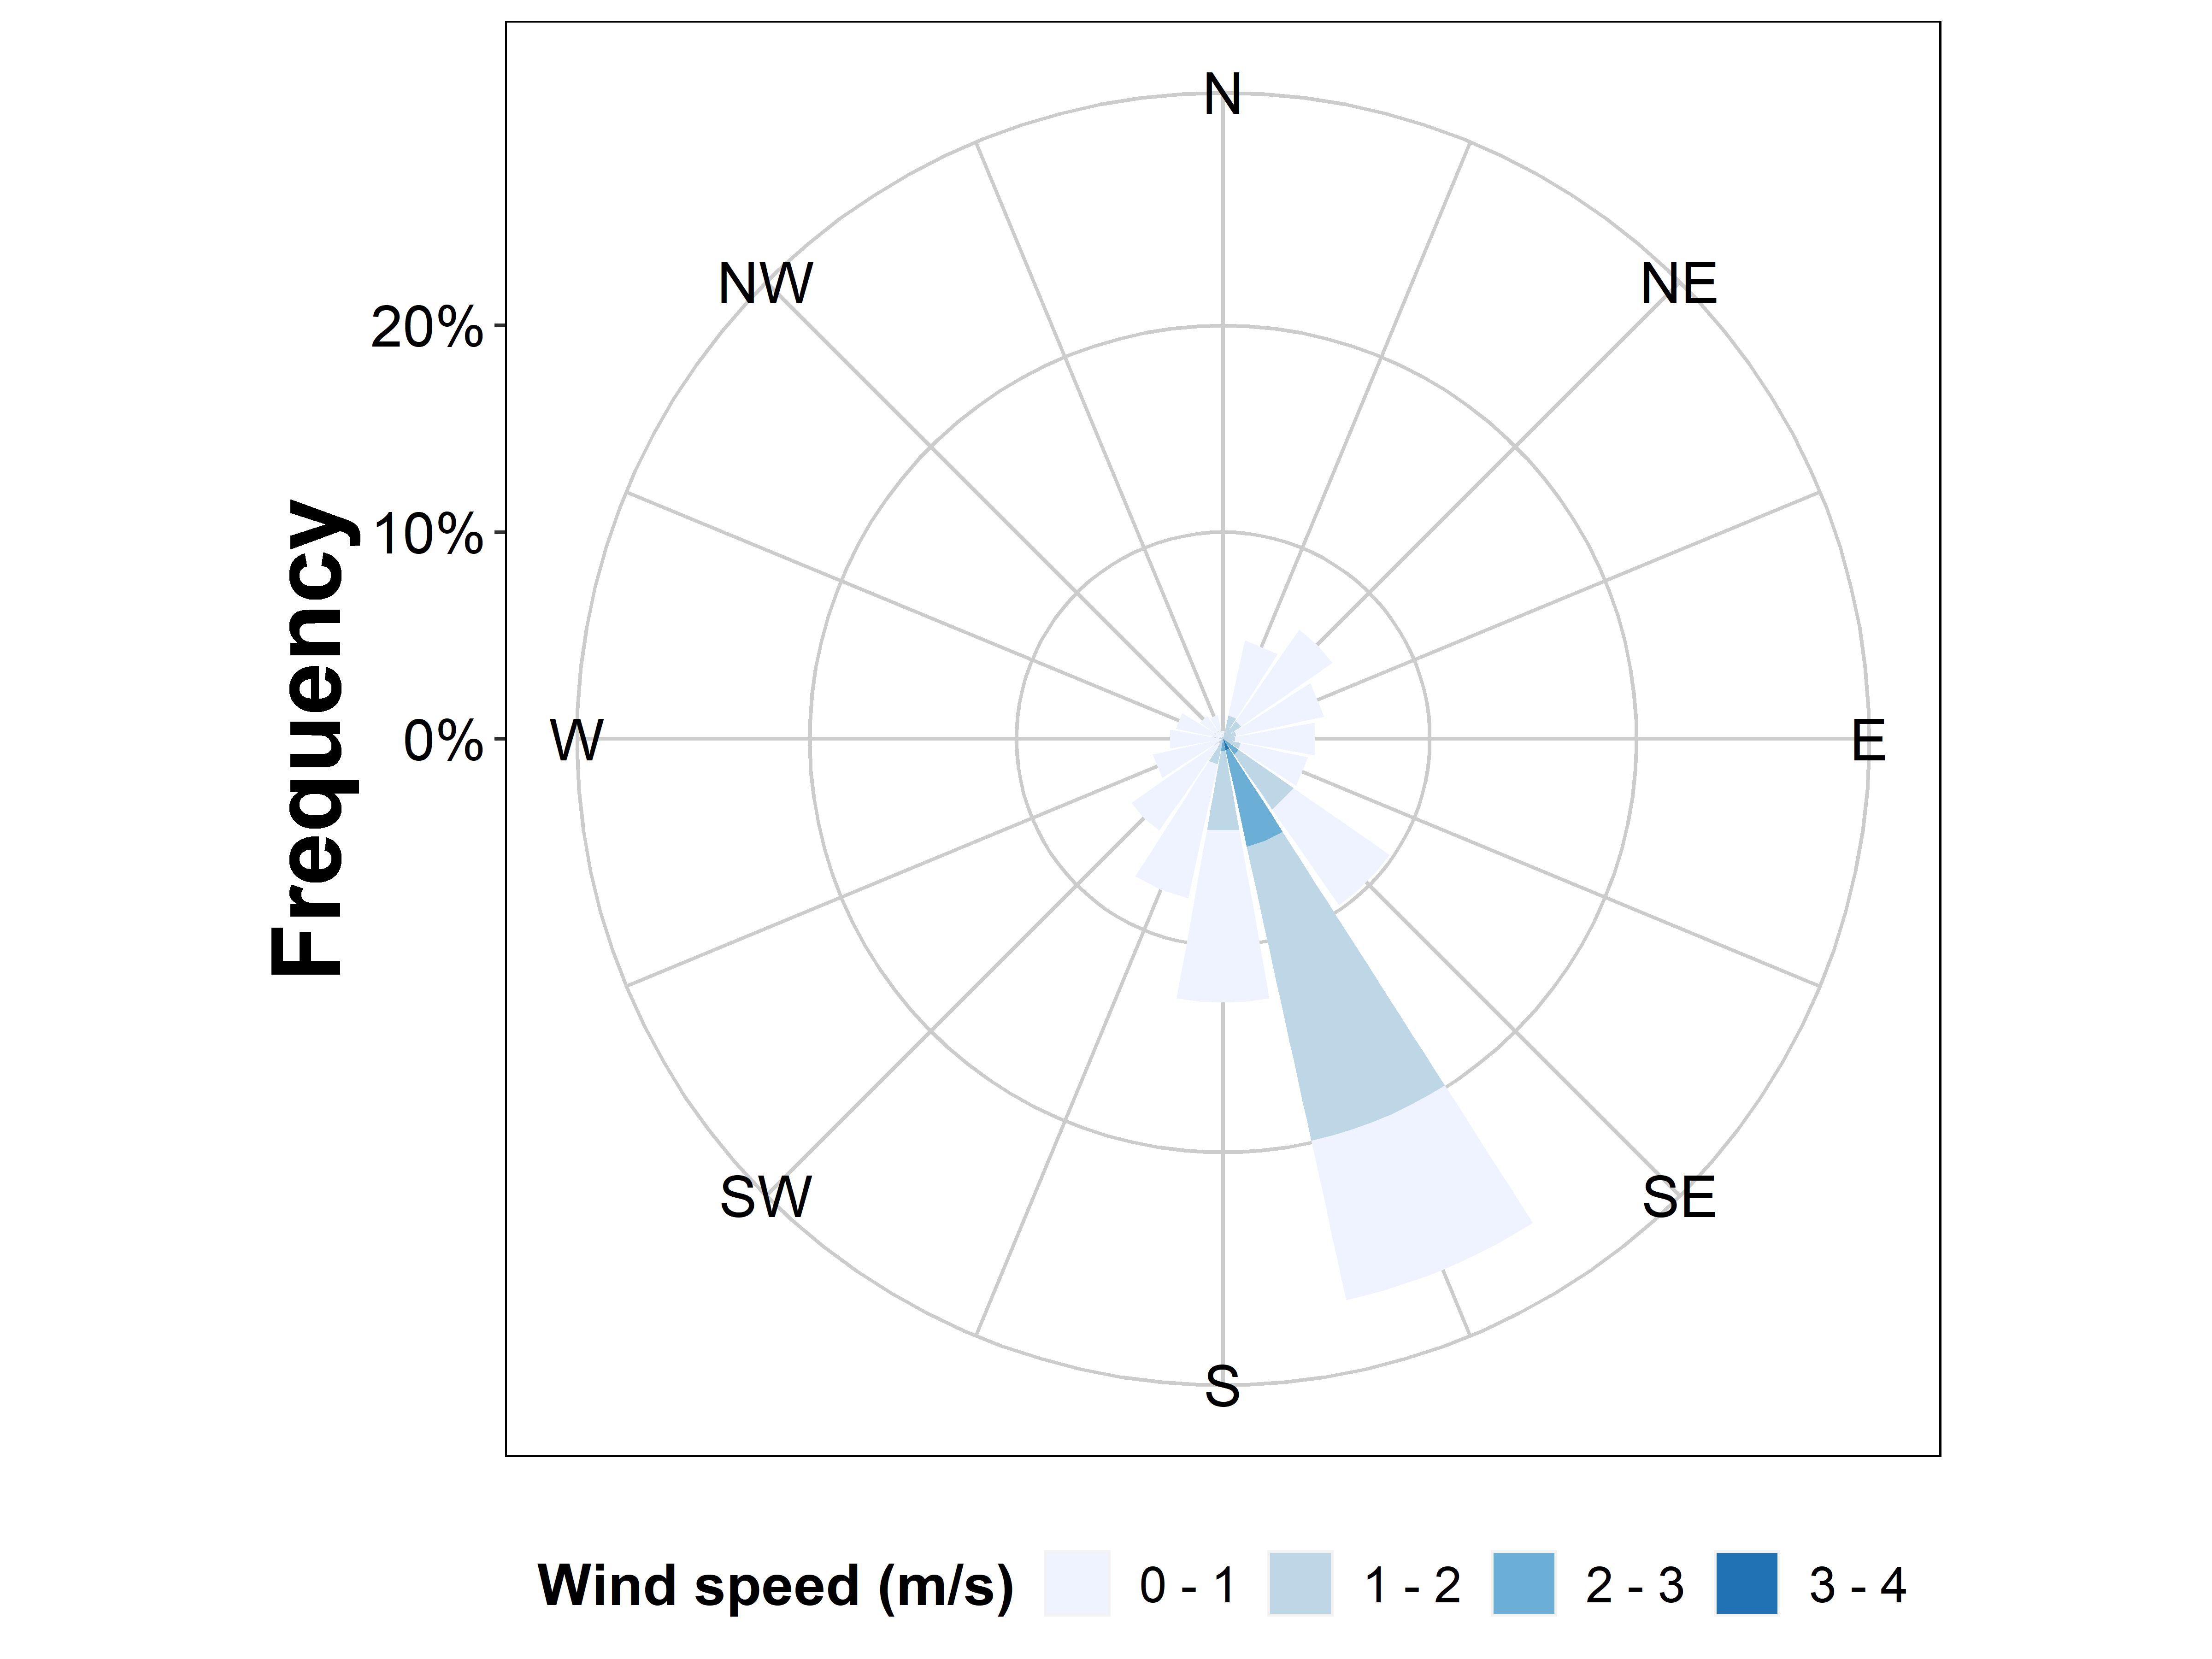 N
NW NE
20%
10%
0%
W E
Frequency
SW SE
S
Wind speed (m/s) 0 - 1 1 - 2 2 - 3 3 - 4